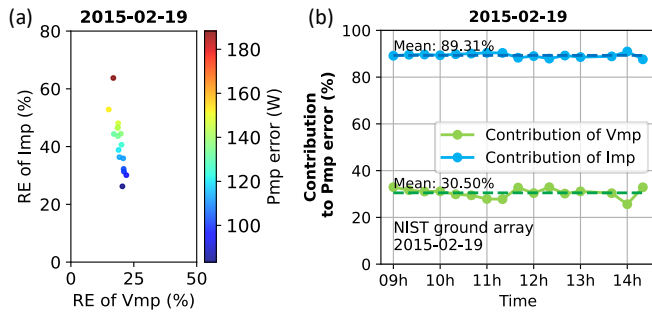 (a)
2015-02-19
RE of Imp (%)
80
60
40
20
0
0
25
50
RE of Vmp (%)
180
160
140
120
100
Pmp error (W)
(b)
2015-02-19
Contribution
to Pmp error (%)
100
80
60
40
20
0
Mean: 89.31%
Contribution of Vmp
Contribution of Imp
Mean: 30.50%
NIST ground array
2015-02-19
09h
10h
11h
12h
13h
14h
Time